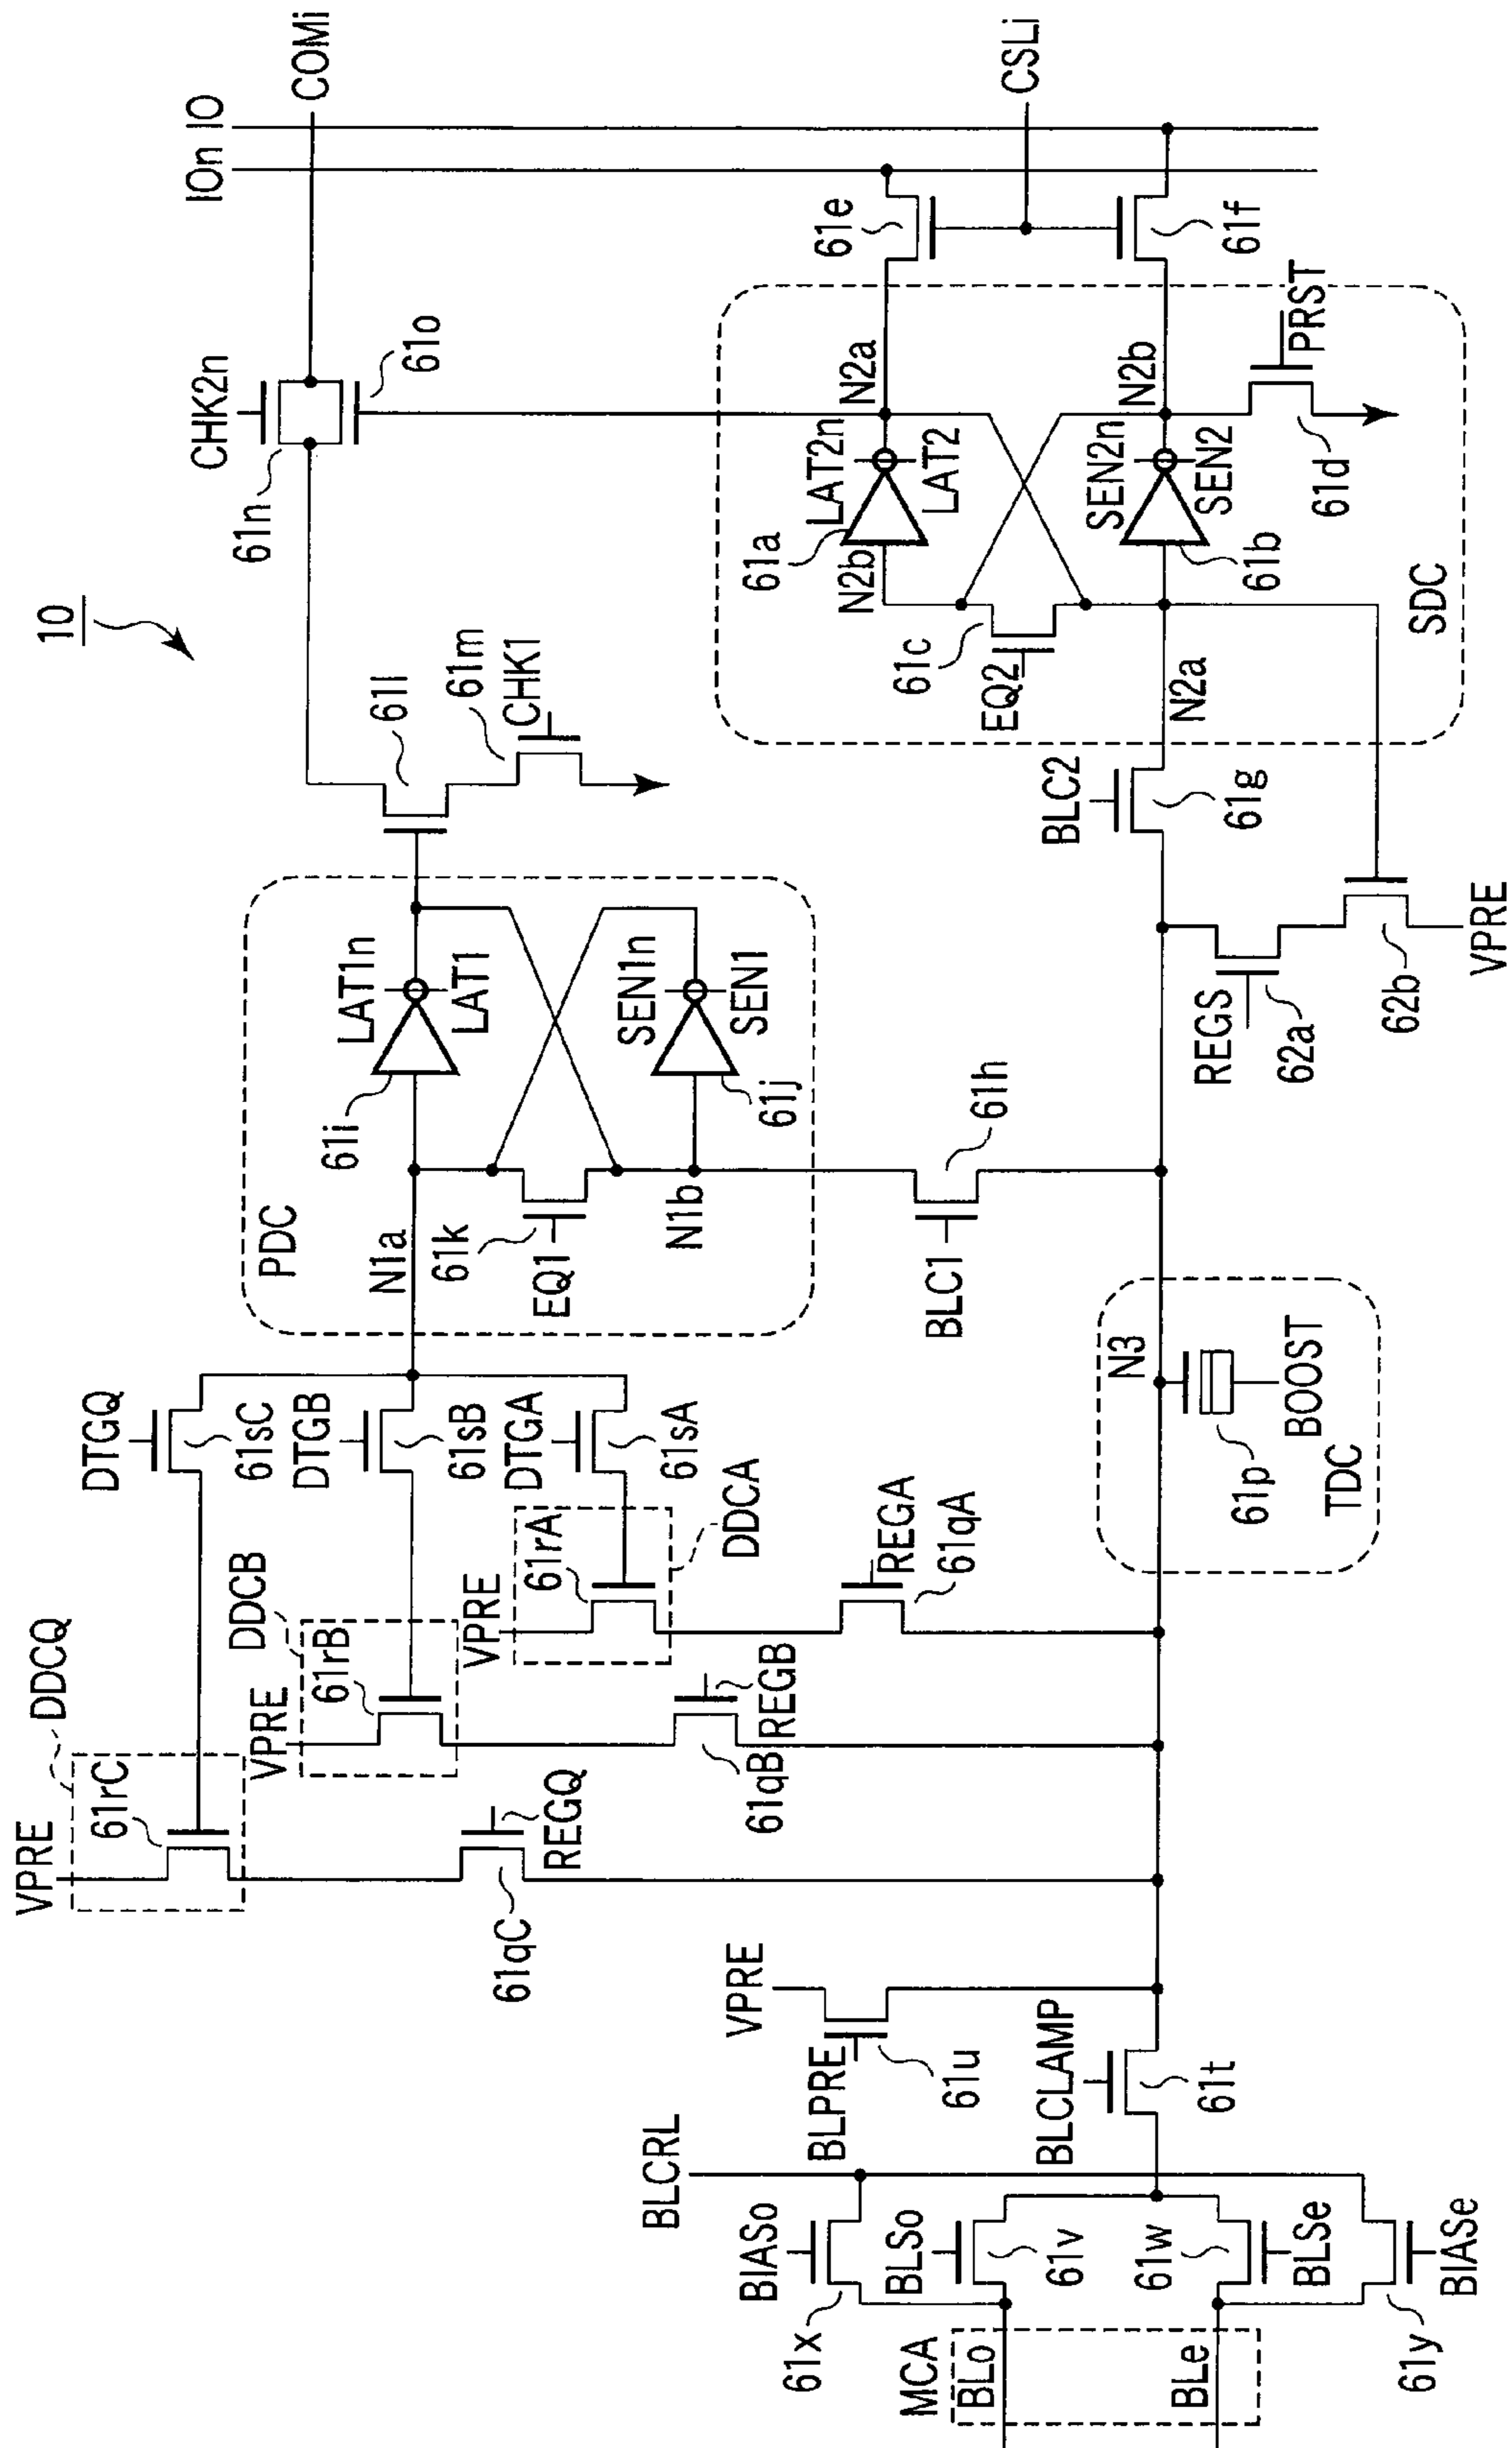 10
VPRE
DDCQ
61rC
REGQ
61qC
DTGQ
61sC
DDCB
VPRE
61rB
REGB
61qB
DTGB
61sB
VPRE
61rA
DDCA
DTGA
61sA
REGA
61qA
PDC
N1a
61i
LAT1n
LAT1
61k
EQ1
N1b
SEN1n
SEN1
61j
BLC1
61h
61l
61m
CHK1
CHK2n
61n
61o
COMi
IOn
IO
CSLi
61e
61f
N2a
LAT2n
LAT2
61a
N2b
61c
EQ2
N2a
SEN2n
SEN2
61b
N2b
PRST
61d
SDC
BLC2
61g
REGS
62a
62b
VPRE
N3
61p
BOOST
TDC
VPRE
BLPRE
61u
BLCLAMP
61t
BLCRL
BIASo
61x
BLSo
61v
61w
BLSe
BIASe
61y
MCA
BLo
BLe